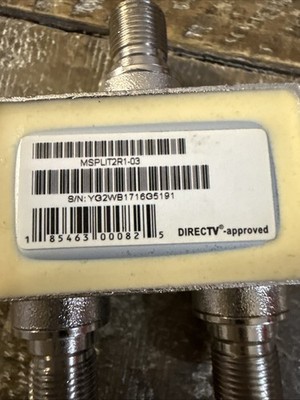 MSPLIT2R1-03
S/N: YG2WB1716G5191
1 85463 00082 5
DIRECTV®-approved